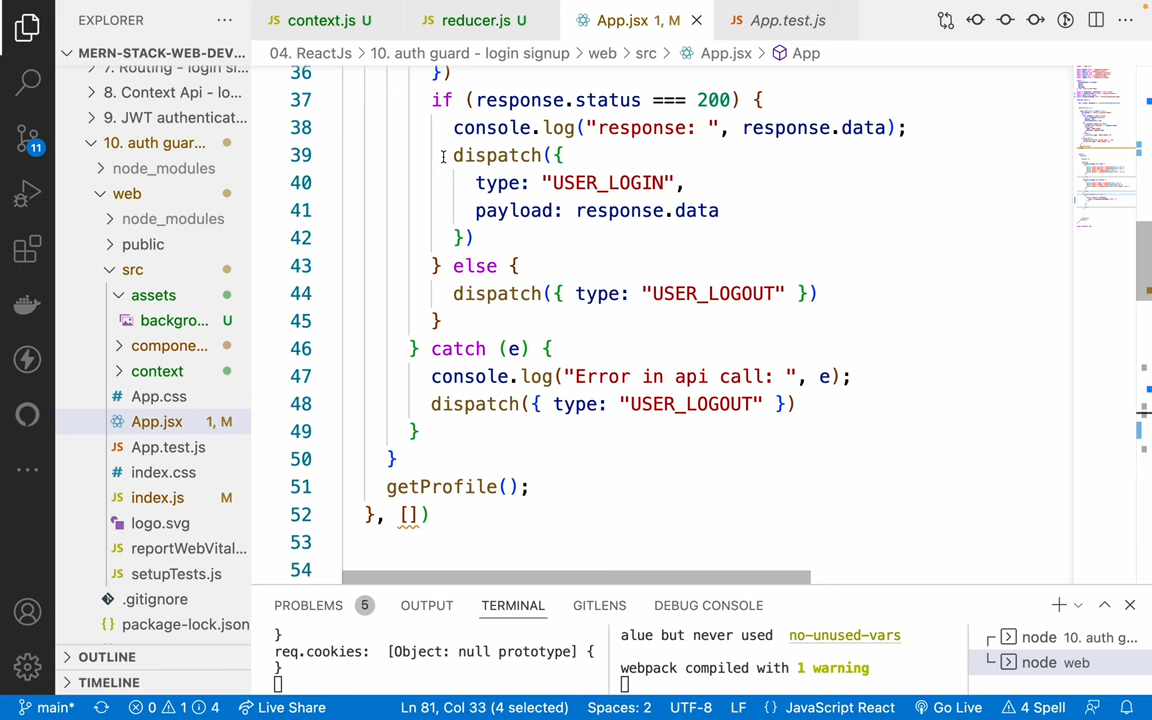 EXPLORER
context.js U
reducer.js U
App.jsx 1, M
App.test.js
MERN-STACK-WEB-DEV...
04. ReactJs > 10. auth guard - login signup > web > src > App.jsx > App
7. Routing - login si...
8. Context Api - lo...
9. JWT authenticat...
10. auth guar...
node_modules
web
node_modules
public
src
assets
backgro... U
compone...
context
App.css
App.jsx 1, M
App.test.js
index.css
index.js M
logo.svg
reportWebVital...
setupTests.js
.gitignore
package-lock.json
OUTLINE
TIMELINE
11
36 })
37 if (response.status === 200) {
38 console.log("response: ", response.data);
39 dispatch({
40 type: "USER_LOGIN",
41 payload: response.data
42 })
43 } else {
44 dispatch({ type: "USER_LOGOUT" })
45 }
46 } catch (e) {
47 console.log("Error in api call: ", e);
48 dispatch({ type: "USER_LOGOUT" })
49 }
50 }
51 getProfile();
52 }, [])
53
54
PROBLEMS 5 OUTPUT TERMINAL GITLENS DEBUG CONSOLE
}
req.cookies: [Object: null prototype] {
}
alue but never used no-unused-vars
webpack compiled with 1 warning
node 10. auth g...
node web
main* 0 1 4 Live Share Ln 81, Col 33 (4 selected) Spaces: 2 UTF-8 LF {} JavaScript React Go Live 4 Spell